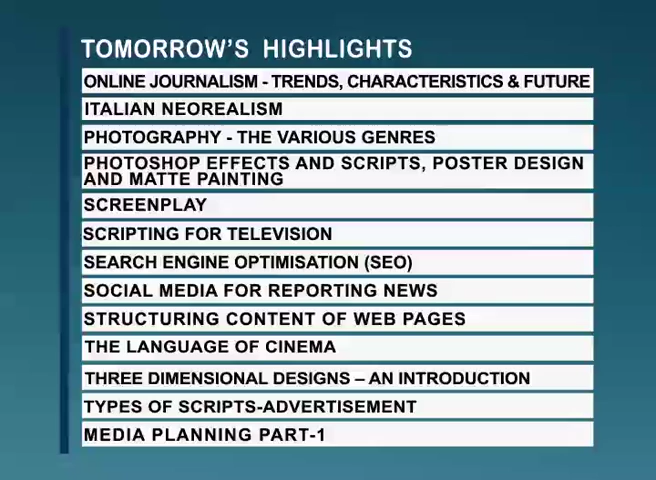 TOMORROW'S HIGHLIGHTS
ONLINE JOURNALISM - TRENDS, CHARACTERISTICS & FUTURE
ITALIAN NEOREALISM
PHOTOGRAPHY - THE VARIOUS GENRES
PHOTOSHOP EFFECTS AND SCRIPTS, POSTER DESIGN
AND MATTE PAINTING
SCREENPLAY
SCRIPTING FOR TELEVISION
SEARCH ENGINE OPTIMISATION (SEO)
SOCIAL MEDIA FOR REPORTING NEWS
STRUCTURING CONTENT OF WEB PAGES
THE LANGUAGE OF CINEMA
THREE DIMENSIONAL DESIGNS – AN INTRODUCTION
TYPES OF SCRIPTS-ADVERTISEMENT
MEDIA PLANNING PART-1